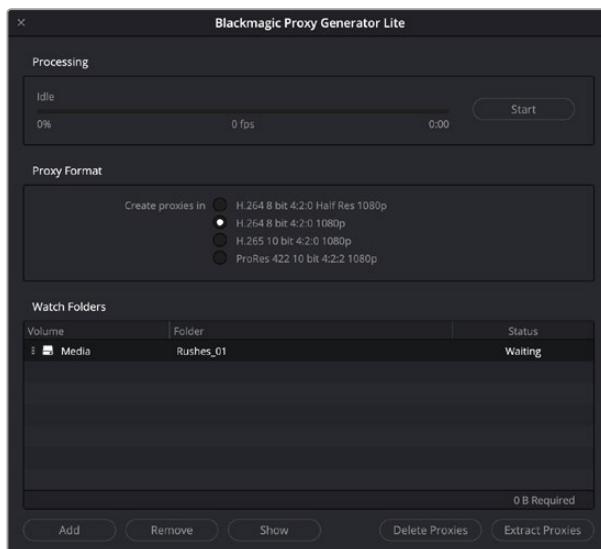 Blackmagic Proxy Generator Lite
Processing
Idle
Start
0% 0 fps 0:00
Proxy Format
Create proxies in H.264 8 bit 4:2:0 Half Res 1080p
H.264 8 bit 4:2:0 1080p
H.265 10 bit 4:2:0 1080p
ProRes 422 10 bit 4:2:2 1080p
Watch Folders
Volume Folder Status
Media Rushes_01 Waiting
0 B Required
Add Remove Show Delete Proxies Extract Proxies